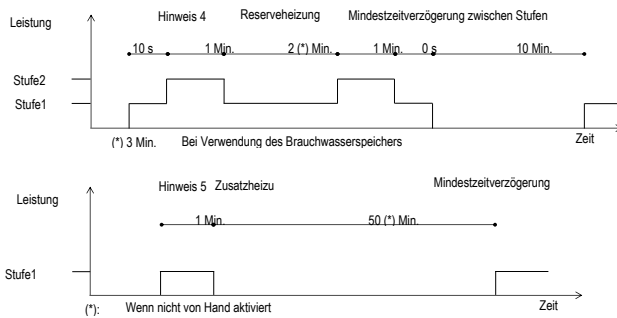 Leistung
Hinweis 4 Reserveheizung Mindestzeitverzögerung zwischen Stufen
10 s 1 Min. 2 (*) Min. 1 Min. 0 s 10 Min.
Stufe2
Stufe1
(*) 3 Min. Bei Verwendung des Brauchwasserspeichers
Zeit
Leistung
Hinweis 5 Zusatzheizu Mindestzeitverzögerung
1 Min. 50 (*) Min.
Stufe1
(*): Wenn nicht von Hand aktiviert
Zeit